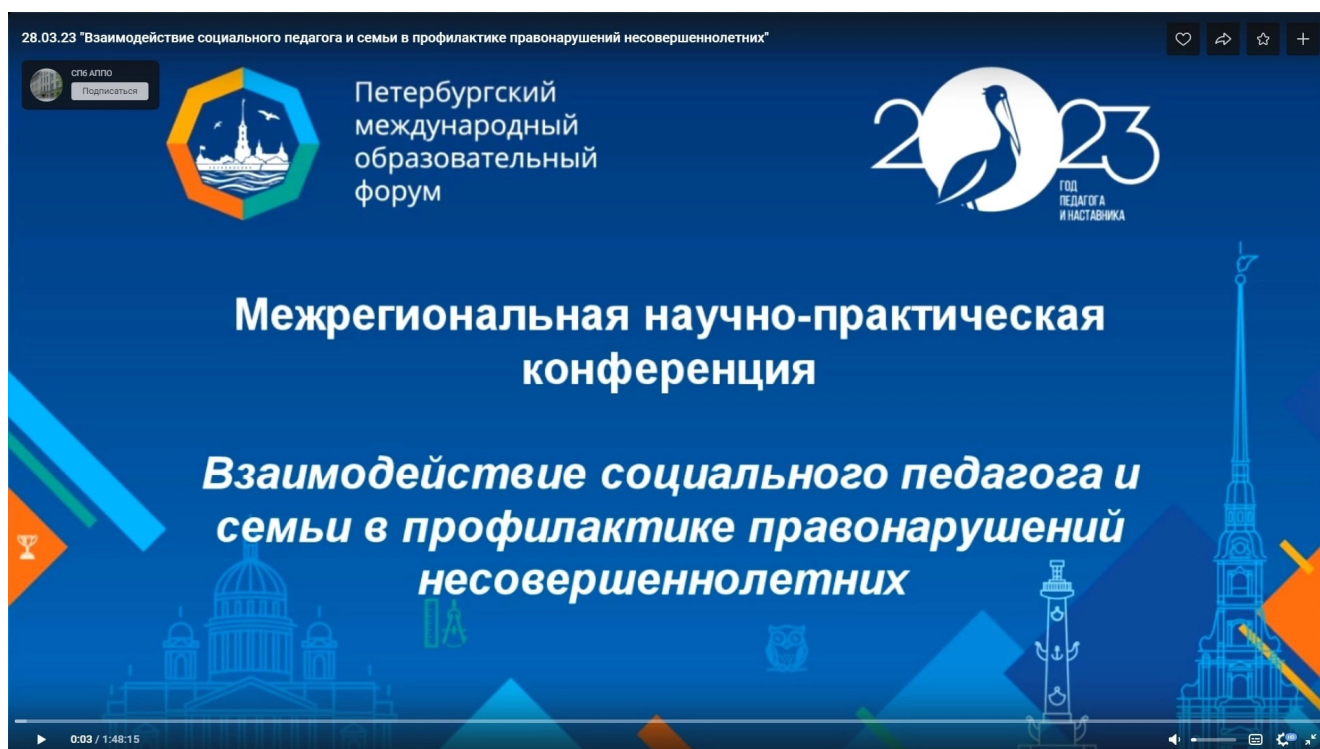 28.03.23 "Взаимодействие социального педагога и семьи в профилактике правонарушений несовершеннолетних"
СПб АППО
Подписаться
Петербургский
международный
образовательный
форум
2023
ГОД
ПЕДАГОГА
И НАСТАВНИКА
Межрегиональная научно-практическая
конференция
Взаимодействие социального педагога и
семьи в профилактике правонарушений
несовершеннолетних
0:03 / 1:48:15
HD